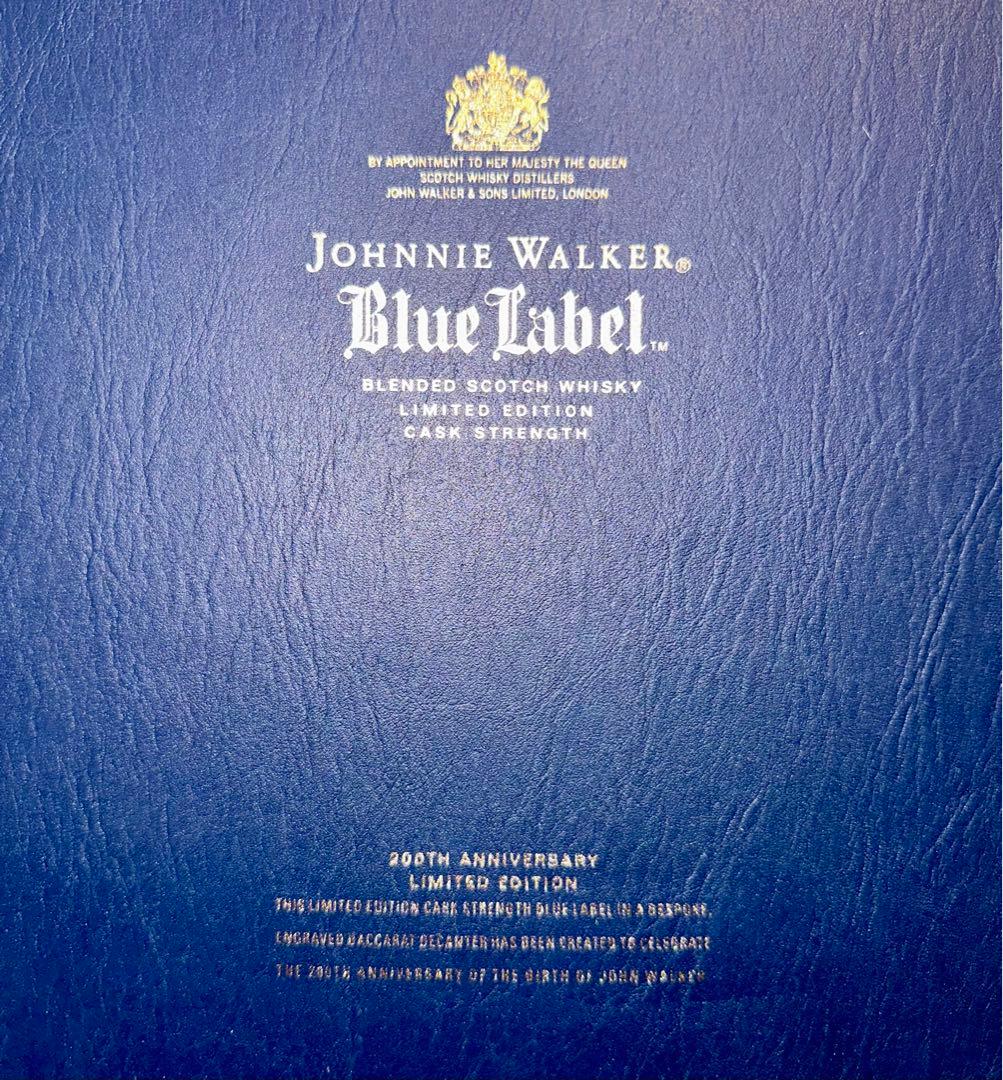 BY APPOINTMENT TO HER MAJESTY THE QUEEN
SCOTCH WHISKY DISTILLERS
JOHN WALKER & SONS LIMITED, LONDON
JOHNNIE WALKER®
Blue Label™
BLENDED SCOTCH WHISKY
LIMITED EDITION
CASK STRENGTH
200TH ANNIVERSARY
LIMITED EDITION
THIS LIMITED EDITION CASK STRENGTH BLUE LABEL IN A BESPOKE,
ENGRAVED BACCARAT DECANTER HAS BEEN CREATED TO CELEBRATE
THE 200TH ANNIVERSARY OF THE BIRTH OF JOHN WALKER